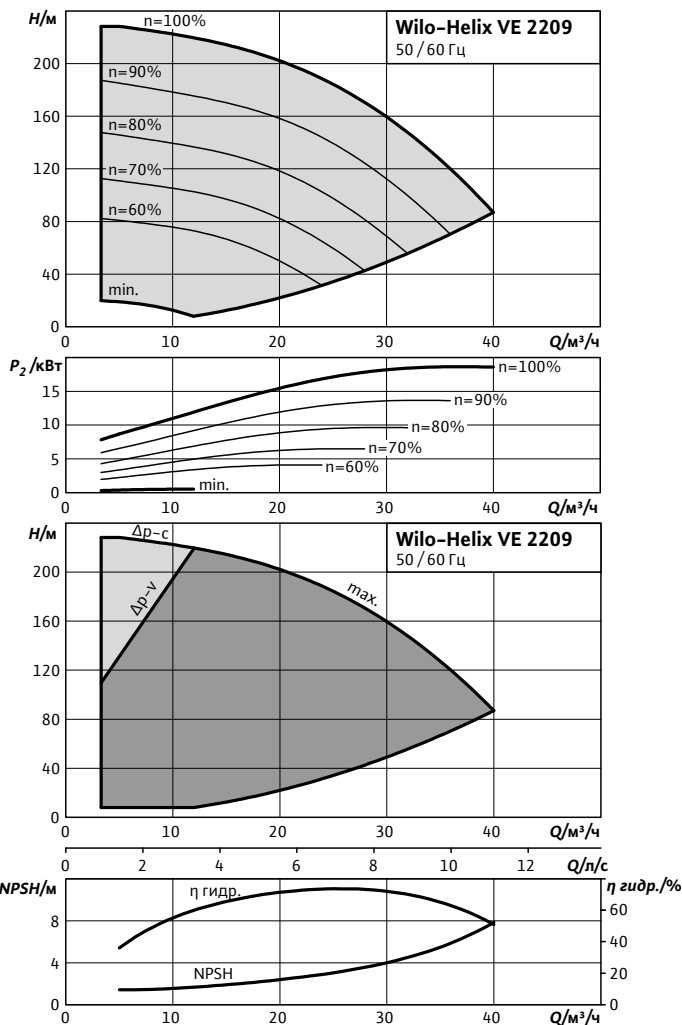 H/м
n=100%
Wilo-Helix VE 2209
50 / 60 Гц
200
n=90%
160
n=80%
120
n=70%
80
n=60%
40
min.
0
0 10 20 30 40 Q/м³/ч
P₂ /кВт
15
n=100%
10
n=90%
n=80%
5
n=70%
n=60%
min.
0
0 10 20 30 40 Q/м³/ч
H/м
Δp-c
Wilo-Helix VE 2209
50 / 60 Гц
200
Δp-v
max.
160
120
80
40
0
0 10 20 30 40 Q/м³/ч
0 2 4 6 8 10 12 Q/л/с
NPSH/м
η гидр.
η гидр./%
8
60
4
40
NPSH
20
0
0
0 10 20 30 40 Q/м³/ч